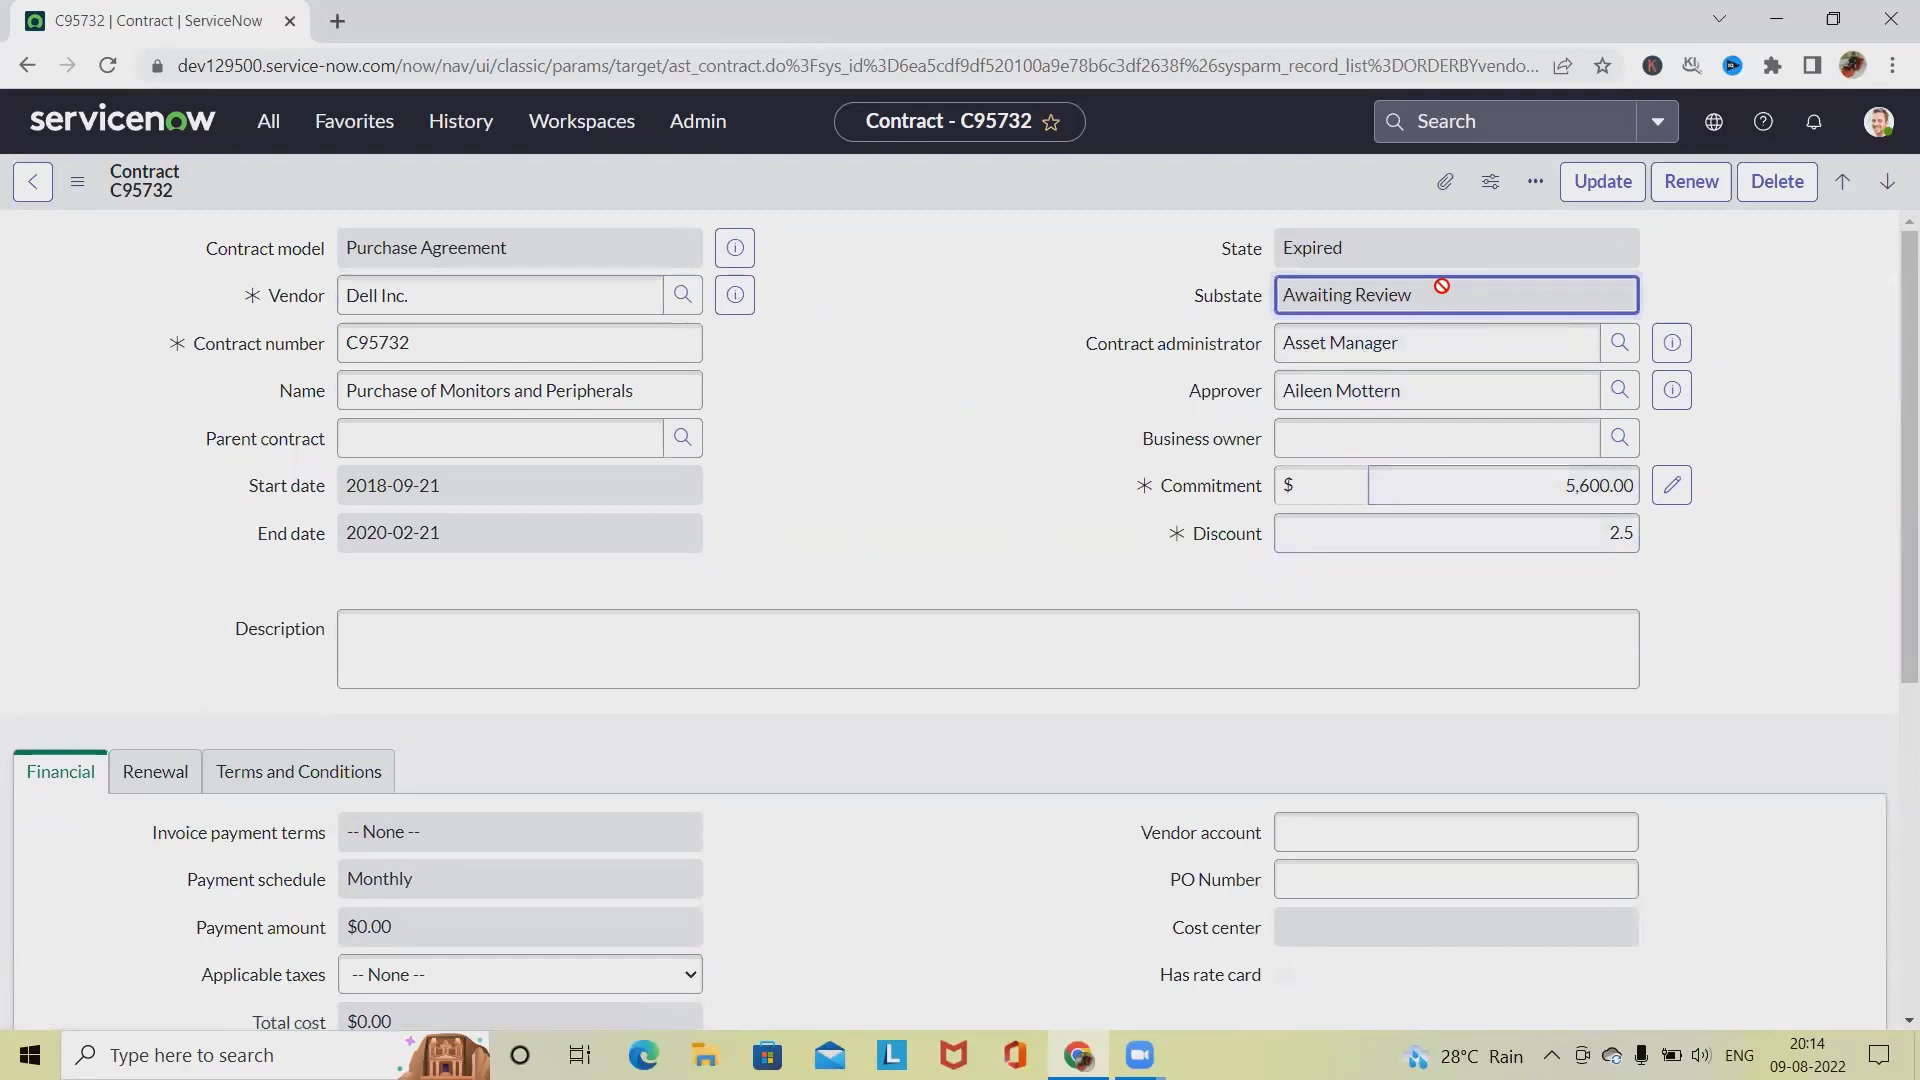 C95732 | Contract | ServiceNow
dev129500.service-now.com/now/nav/ui/classic/params/target/ast_contract.do%3Fsys_id%3D6ea5cdf9df520100a9e78b6c3df2638f%26sysparm_record_list%3DORDERBYvendo...
servicenow All Favorites History Workspaces Admin Contract - C95732 Search
Contract
C95732
Update Renew Delete
Contract model Purchase Agreement State Expired
Vendor Dell Inc. Substate Awaiting Review
Contract number C95732 Contract administrator Asset Manager
Name Purchase of Monitors and Peripherals Approver Aileen Mottern
Parent contract Business owner
Start date 2018-09-21 Commitment $ 5,600.00
End date 2020-02-21 Discount 2.5
Description
Financial Renewal Terms and Conditions
Invoice payment terms -- None -- Vendor account
Payment schedule Monthly PO Number
Payment amount $0.00 Cost center
Applicable taxes -- None -- Has rate card
Total cost $0.00
Type here to search 28°C Rain ENG 20:14
09-08-2022